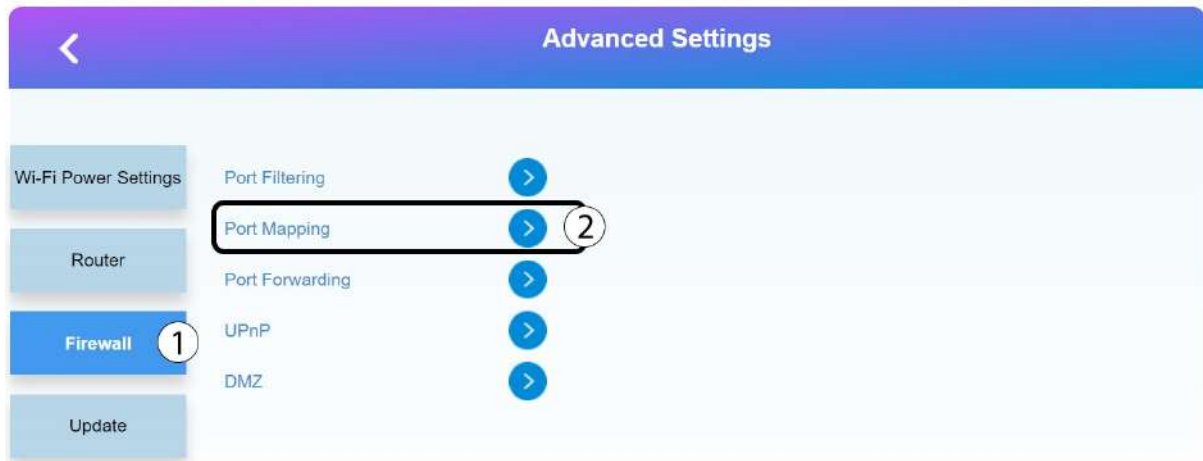 Advanced Settings
Wi-Fi Power Settings
Port Filtering
Port Mapping
2
Router
Port Forwarding
Firewall
1
UPnP
DMZ
Update